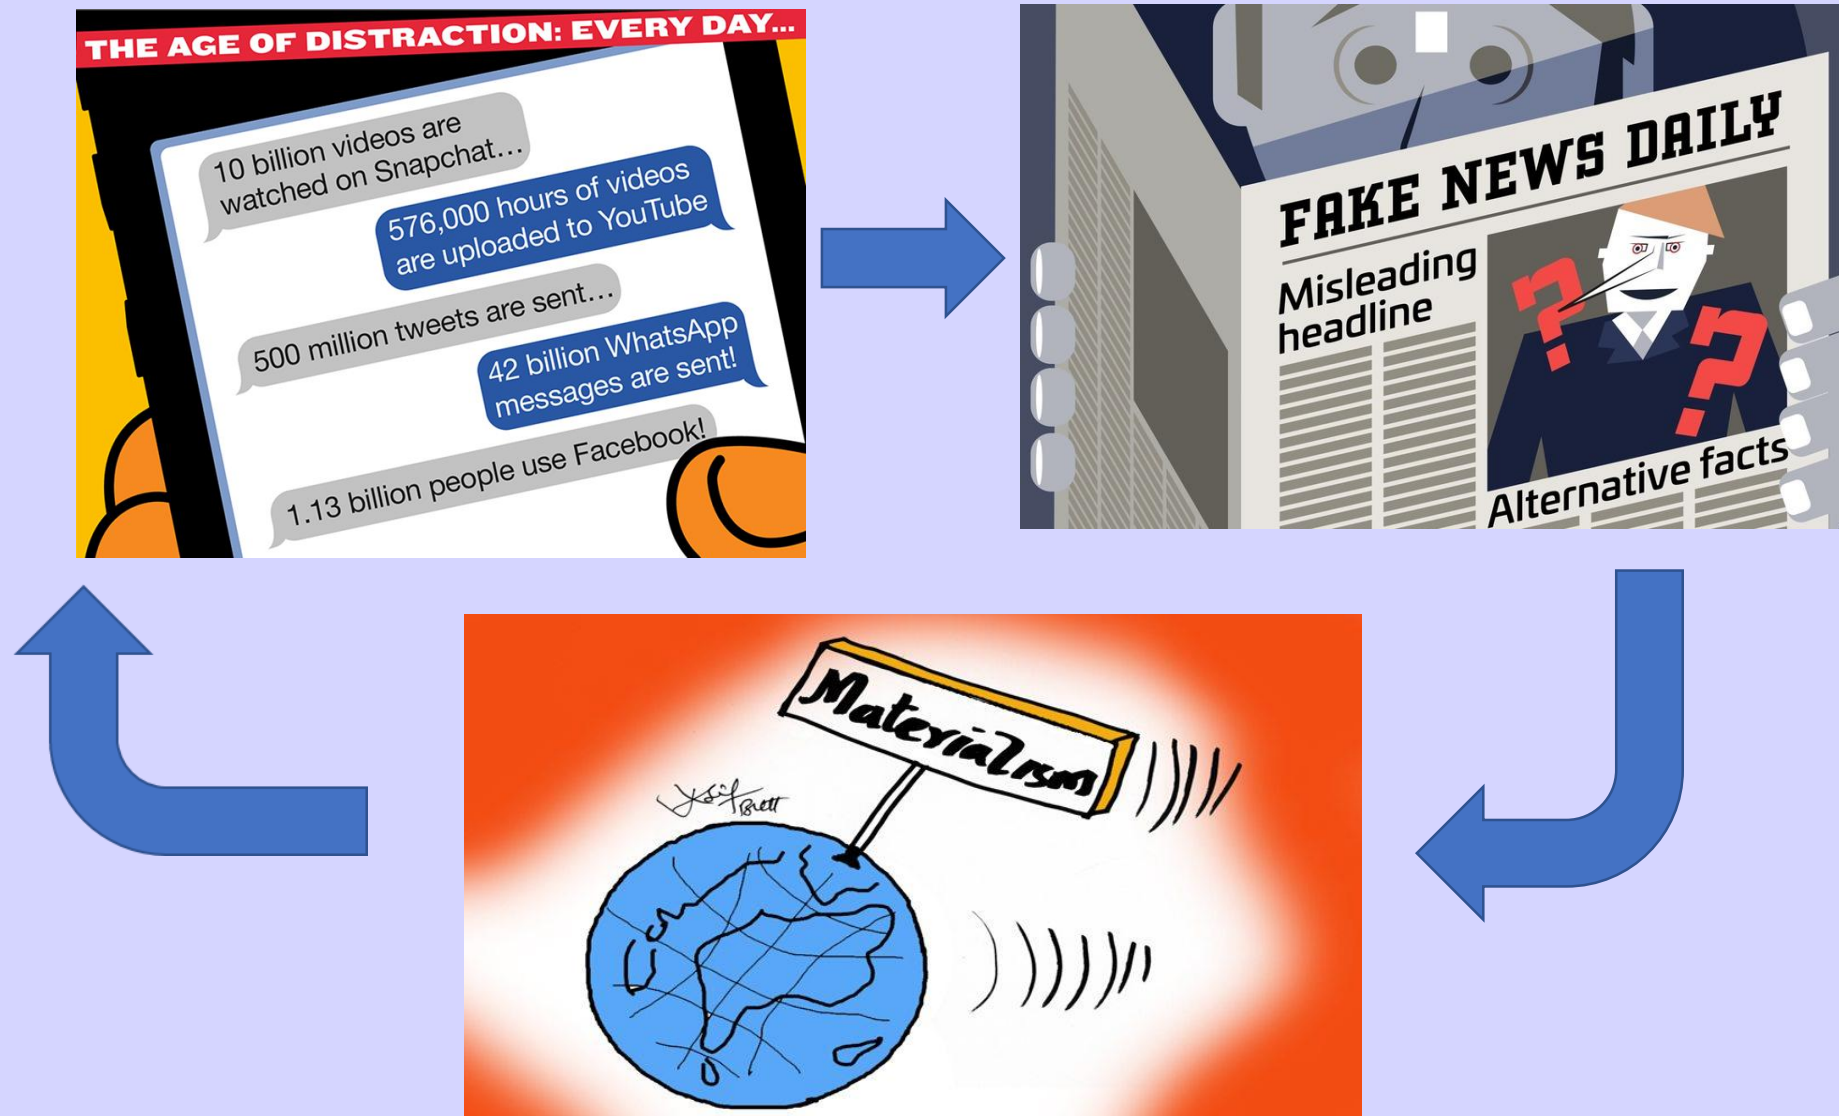 THE AGE OF DISTRACTION: EVERY DAY...
10 billion videos are
watched on Snapchat...
576,000 hours of videos
are uploaded to YouTube
500 million tweets are sent...
42 billion WhatsApp
messages are sent!
1.13 billion people use Facebook!
FAKE NEWS DAILY
Misleading
headline
Alternative facts
Materialism
Brett